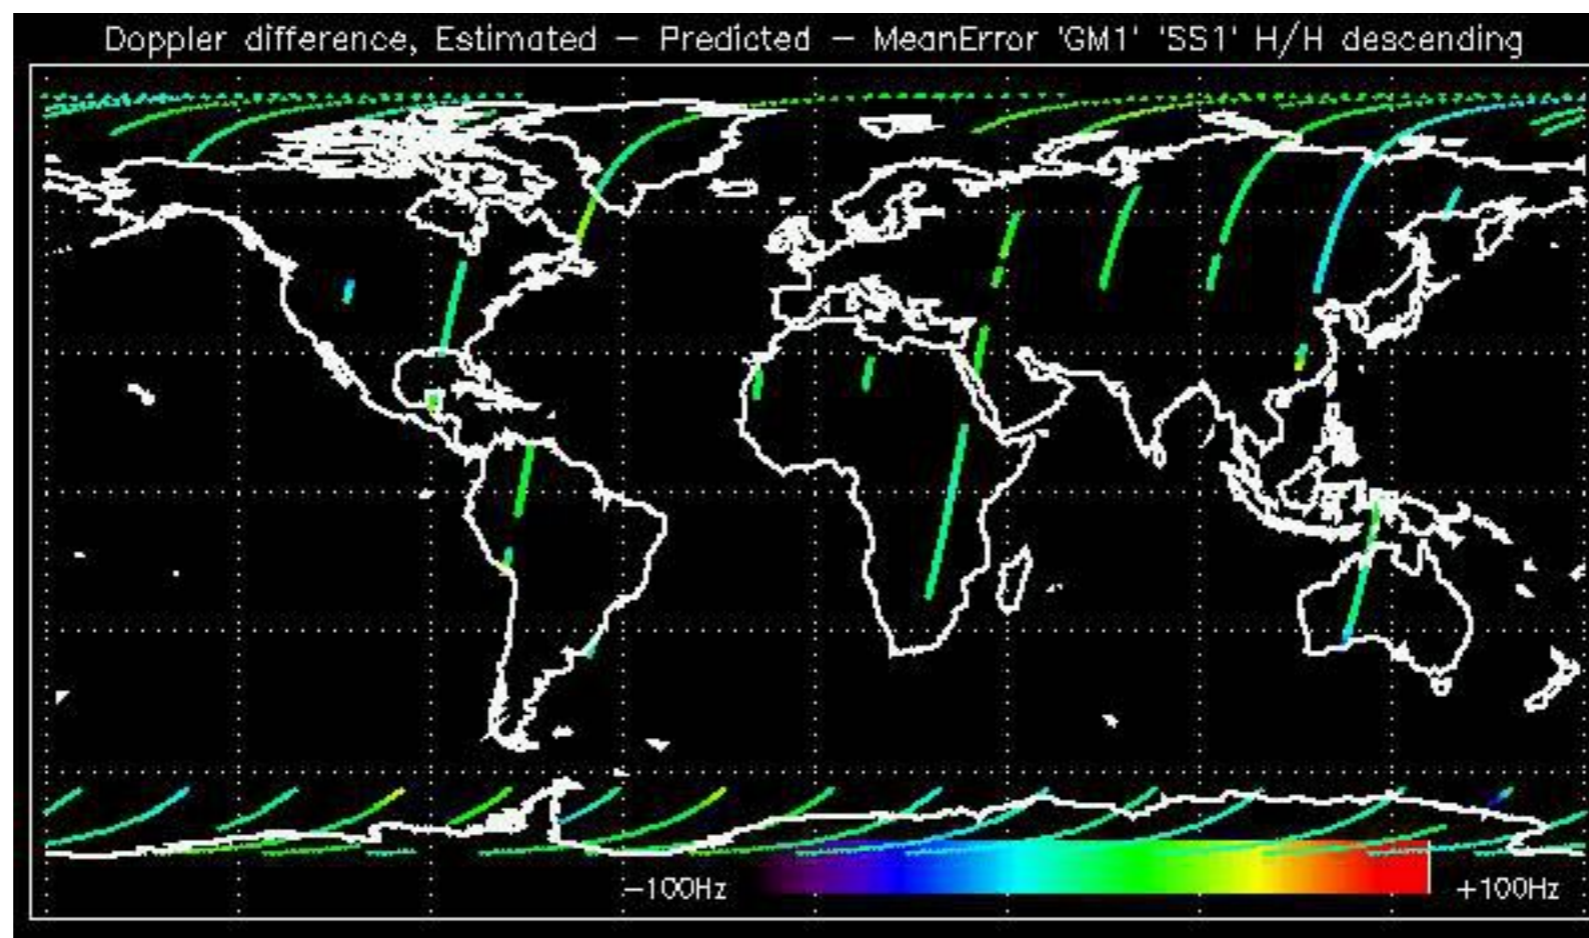 Doppler difference, Estimated — Predicted — MeanError 'GM1' 'SS1' H/H descending
−100Hz
+100Hz